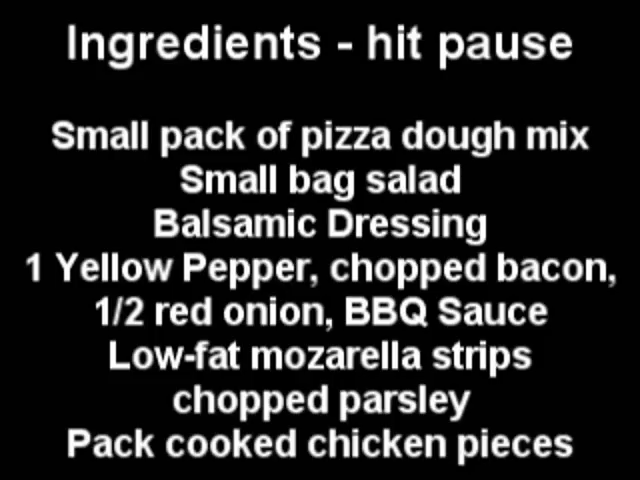 Ingredients - hit pause
Small pack of pizza dough mix
Small bag salad
Balsamic Dressing
1 Yellow Pepper, chopped bacon,
1/2 red onion, BBQ Sauce
Low-fat mozarella strips
chopped parsley
Pack cooked chicken pieces